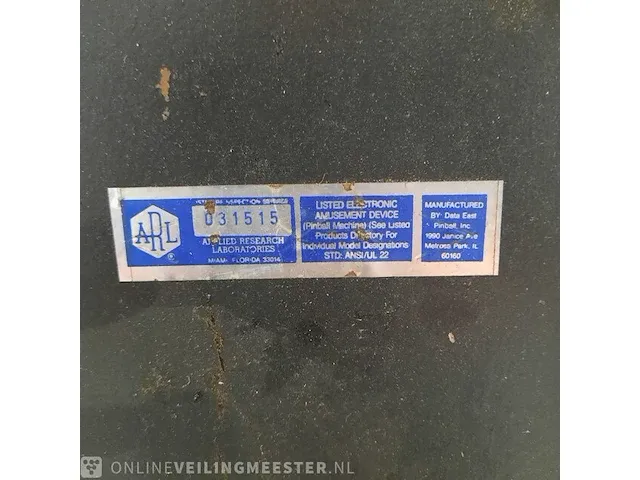 ARL
®
INSPECTION SERVICE
031515
APPLIED RESEARCH
LABORATORIES
MIAMI, FLORIDA 33014
LISTED ELECTRONIC
AMUSEMENT DEVICE
(Pinball Machine) (See Listed
Products Directory For
Individual Model Designations
STD: ANSI/UL 22
MANUFACTURED
BY: Data East
Pinball, Inc.
1990 Janice Ave
Melrose Park, IL
60160
ONLINEVEILINGMEESTER.NL